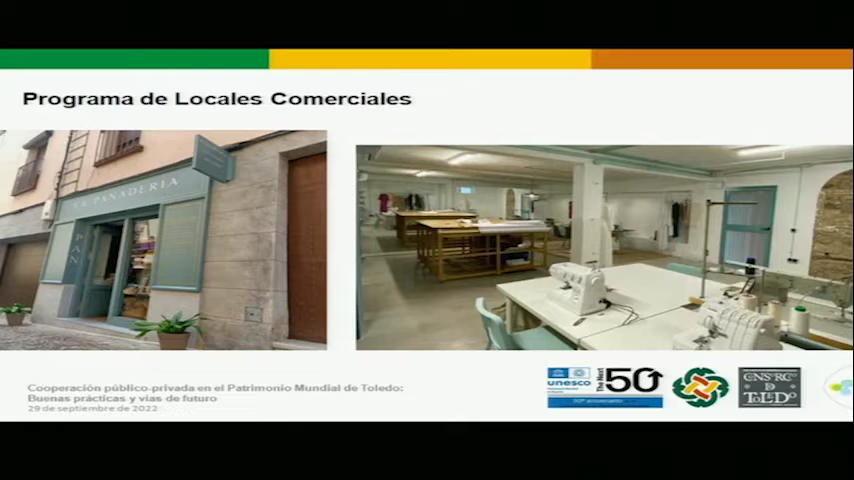 Programa de Locales Comerciales
LA PANADERIA
PAN
Cooperación público-privada en el Patrimonio Mundial de Toledo:
Buenas prácticas y vías de futuro
29 de septiembre de 2022
unesco
The Next 50
CONSORCIO
D
TOLEDO